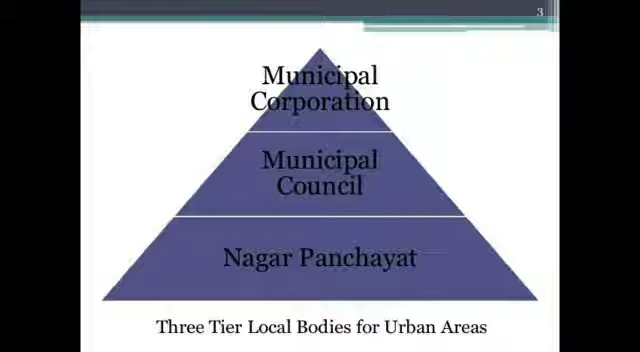 3
Municipal
Corporation
Municipal
Council
Nagar Panchayat
Three Tier Local Bodies for Urban Areas